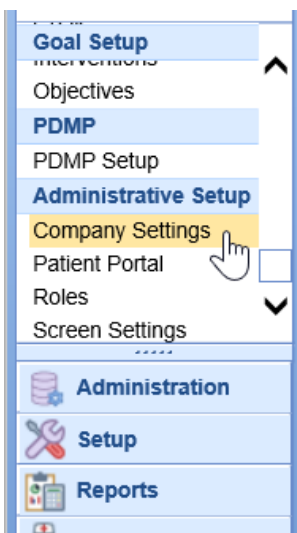 Goal Setup
Interventions
Objectives
PDMP
PDMP Setup
Administrative Setup
Company Settings
Patient Portal
Roles
Screen Settings
Administration
Setup
Reports